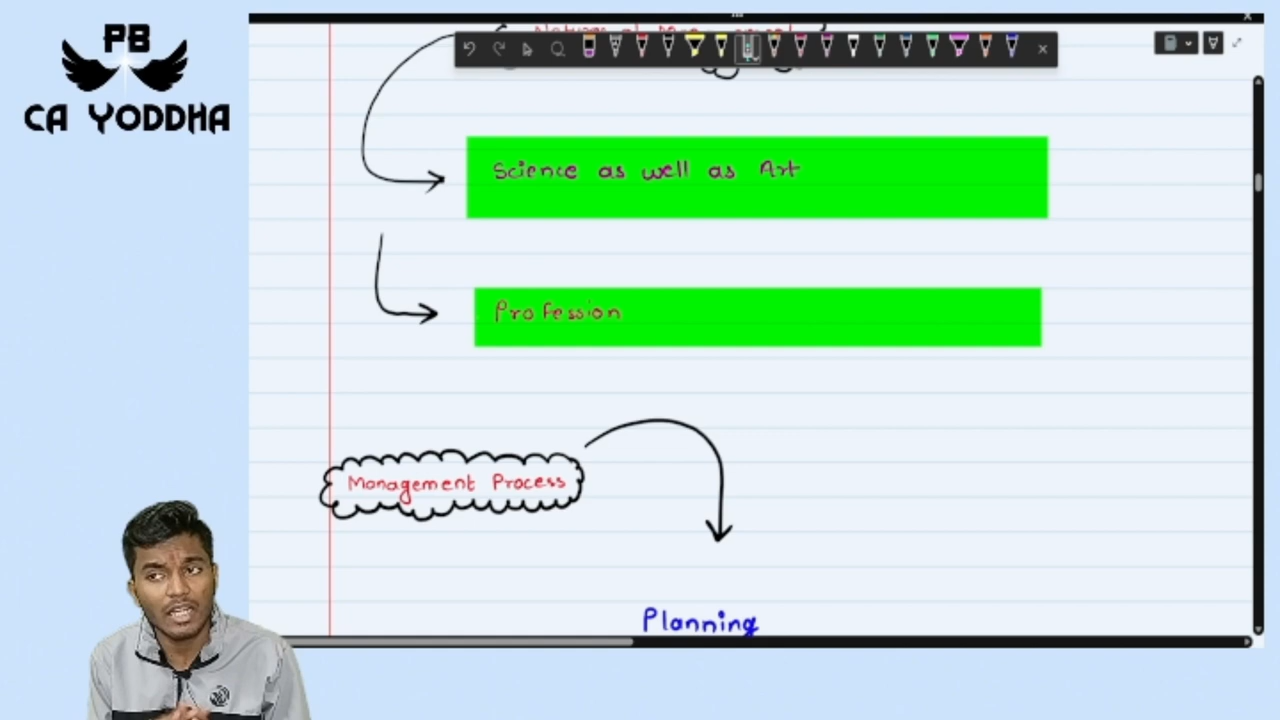 PB
CA YODDHA
Science as well as Art
Profession
Management Process
Planning